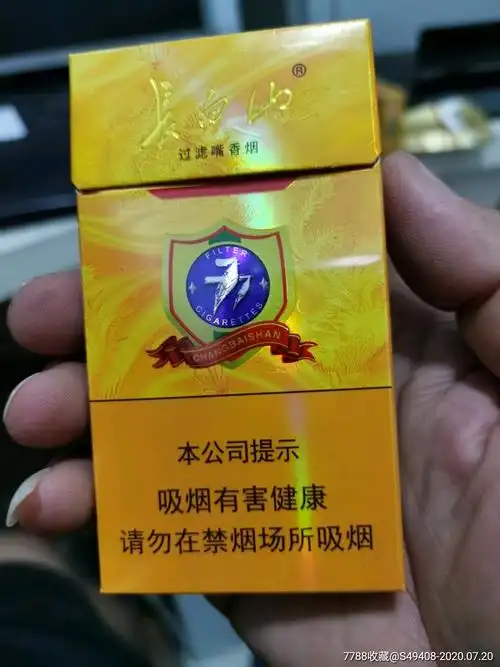 长白山®
过滤嘴香烟
FILTER
CIGARETTES
CHANGBAISHAN
本公司提示
吸烟有害健康
请勿在禁烟场所吸烟
7788收藏@S49408-2020.07.20